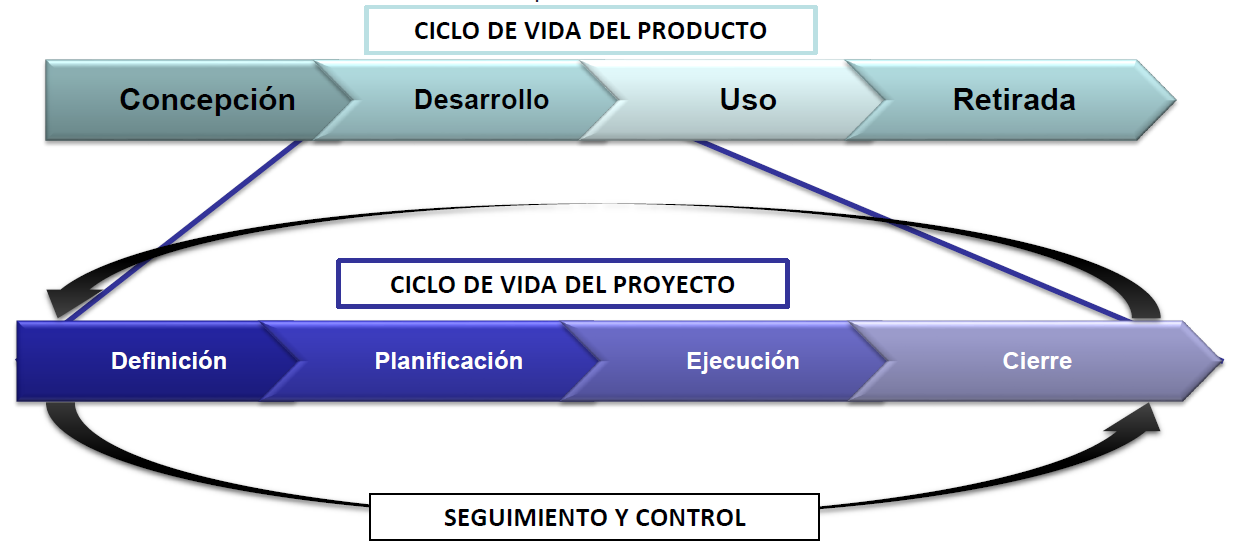 CICLO DE VIDA DEL PRODUCTO
Concepción
Desarrollo
Uso
Retirada
CICLO DE VIDA DEL PROYECTO
Definición
Planificación
Ejecución
Cierre
SEGUIMIENTO Y CONTROL